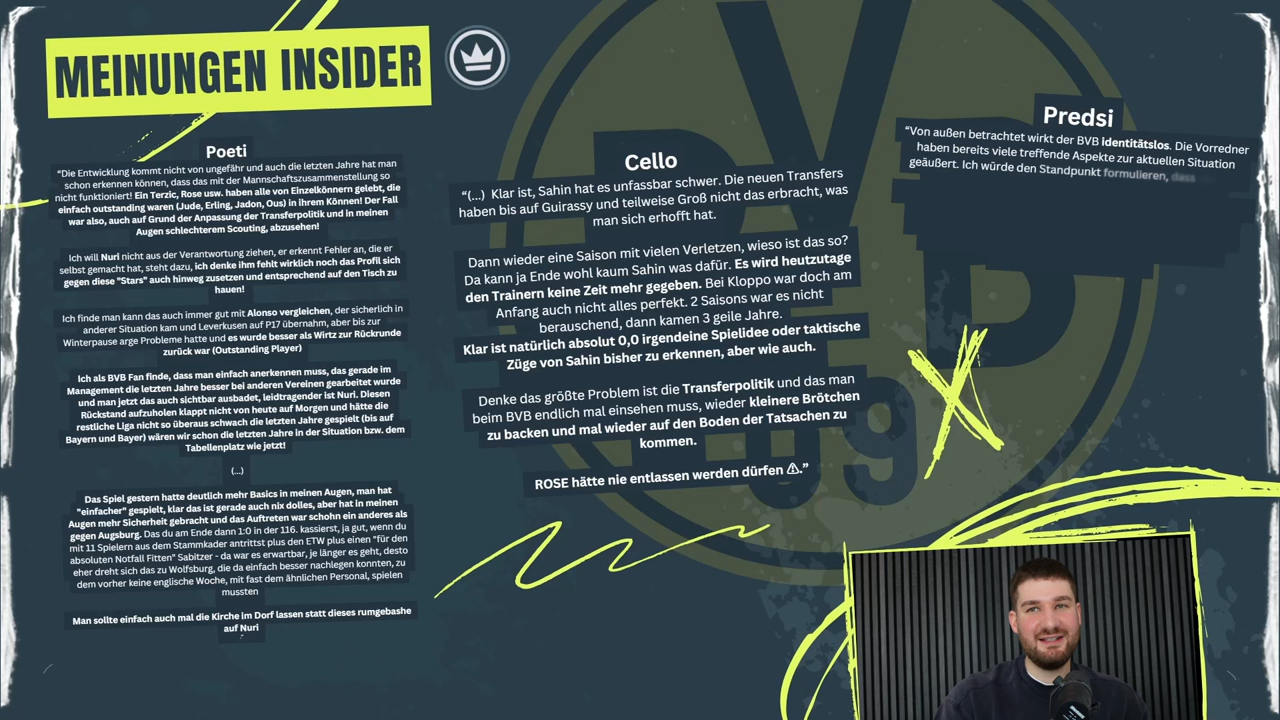 MEINUNGEN INSIDER
Poeti
"Die Entwicklung kommt nicht von ungefähr und auch die letzten Jahre hat man
schon erkennen können, dass das mit der Mannschaftszusammenstellung so
nicht funktioniert! Ein Terzic, Rose usw. haben alle von Einzelkönnern gelebt, die
einfach outstanding waren (Jude, Erling, Jadon, Ous) in ihrem Können! Der Fall
war also, auch auf Grund der Anpassung der Transferpolitik und in meinen
Augen schlechterem Scouting, abzusehen!
Ich will Nuri nicht aus der Verantwortung ziehen, er erkennt Fehler an, die er
selbst gemacht hat, steht dazu, ich denke ihm fehlt wirklich noch das Profil sich
gegen diese "Stars" auch hinweg zusetzen und entsprechend auf den Tisch zu
hauen!
Ich finde man kann das auch immer gut mit Alonso vergleichen, der sicherlich in
anderer Situation kam und Leverkusen auf P17 übernahm, aber bis zur
Winterpause arge Probleme hatte und es wurde besser als Wirtz zur Rückrunde
zurück war (Outstanding Player)
Ich als BVB Fan finde, dass man einfach anerkennen muss, das gerade im
Management die letzten Jahre besser bei anderen Vereinen gearbeitet wurde
und man jetzt das auch sichtbar ausbadet, leidtragender ist Nuri. Diesen
Rückstand aufzuholen klappt nicht von heute auf Morgen und hätte die
restliche Liga nicht so überaus schwach die letzten Jahre gespielt (bis auf
Bayern und Bayer) wären wir schon die letzten Jahre in der Situation bzw. dem
Tabellenplatz wie jetzt!
(...)
Das Spiel gestern hatte deutlich mehr Basics in meinen Augen, man hat
"einfacher" gespielt, klar das ist gerade auch nix dolles, aber hat in meinen
Augen mehr Sicherheit gebracht und das Auftreten war schohn ein anderes als
gegen Augsburg. Das du am Ende dann 1:0 in der 116. kassierst, ja gut, wenn du
mit 11 Spielern aus dem Stammkader antrittst plus den ETW plus einen "für den
absoluten Notfall Fitten" Sabitzer - da war es erwartbar, je länger es geht, desto
eher dreht sich das zu Wolfsburg, die da einfach besser nachlegen konnten, zu
dem vorher keine englische Woche, mit fast dem ähnlichen Personal, spielen
mussten
Man sollte einfach auch mal die Kirche im Dorf lassen statt dieses rumgebashe
auf Nuri
Cello
"(...) Klar ist, Sahin hat es unfassbar schwer. Die neuen Transfers
haben bis auf Guirassy und teilweise Groß nicht das erbracht, was
man sich erhofft hat.
Dann wieder eine Saison mit vielen Verletzen, wieso ist das so?
Da kann ja Ende wohl kaum Sahin was dafür. Es wird heutzutage
den Trainern keine Zeit mehr gegeben. Bei Kloppo war doch am
Anfang auch nicht alles perfekt. 2 Saisons war es nicht
berauschend, dann kamen 3 geile Jahre.
Klar ist natürlich absolut 0,0 irgendeine Spielidee oder taktische
Züge von Sahin bisher zu erkennen, aber wie auch.
Denke das größte Problem ist die Transferpolitik und das man
beim BVB endlich mal einsehen muss, wieder kleinere Brötchen
zu backen und mal wieder auf den Boden der Tatsachen zu
kommen.
ROSE hätte nie entlassen werden dürfen ⚠."
Predsi
"Von außen betrachtet wirkt der BVB identitätslos. Die Vorredner
haben bereits viele treffende Aspekte zur aktuellen Situation
geäußert. Ich würde den Standpunkt formulieren, dass
BVB
09